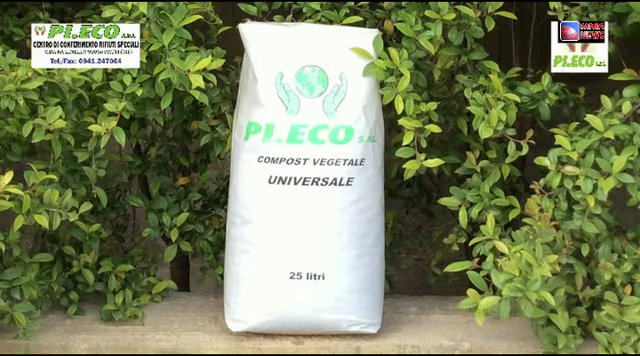 PI.ECO s.r.l.
CENTRO DI CONFERIMENTO RIFIUTI SPECIALI
Tel./Fax: 0941.247064
NEWS
PI.ECO s.r.l.
PI.ECO S.R.L.
COMPOST VEGETALE
UNIVERSALE
25 litri